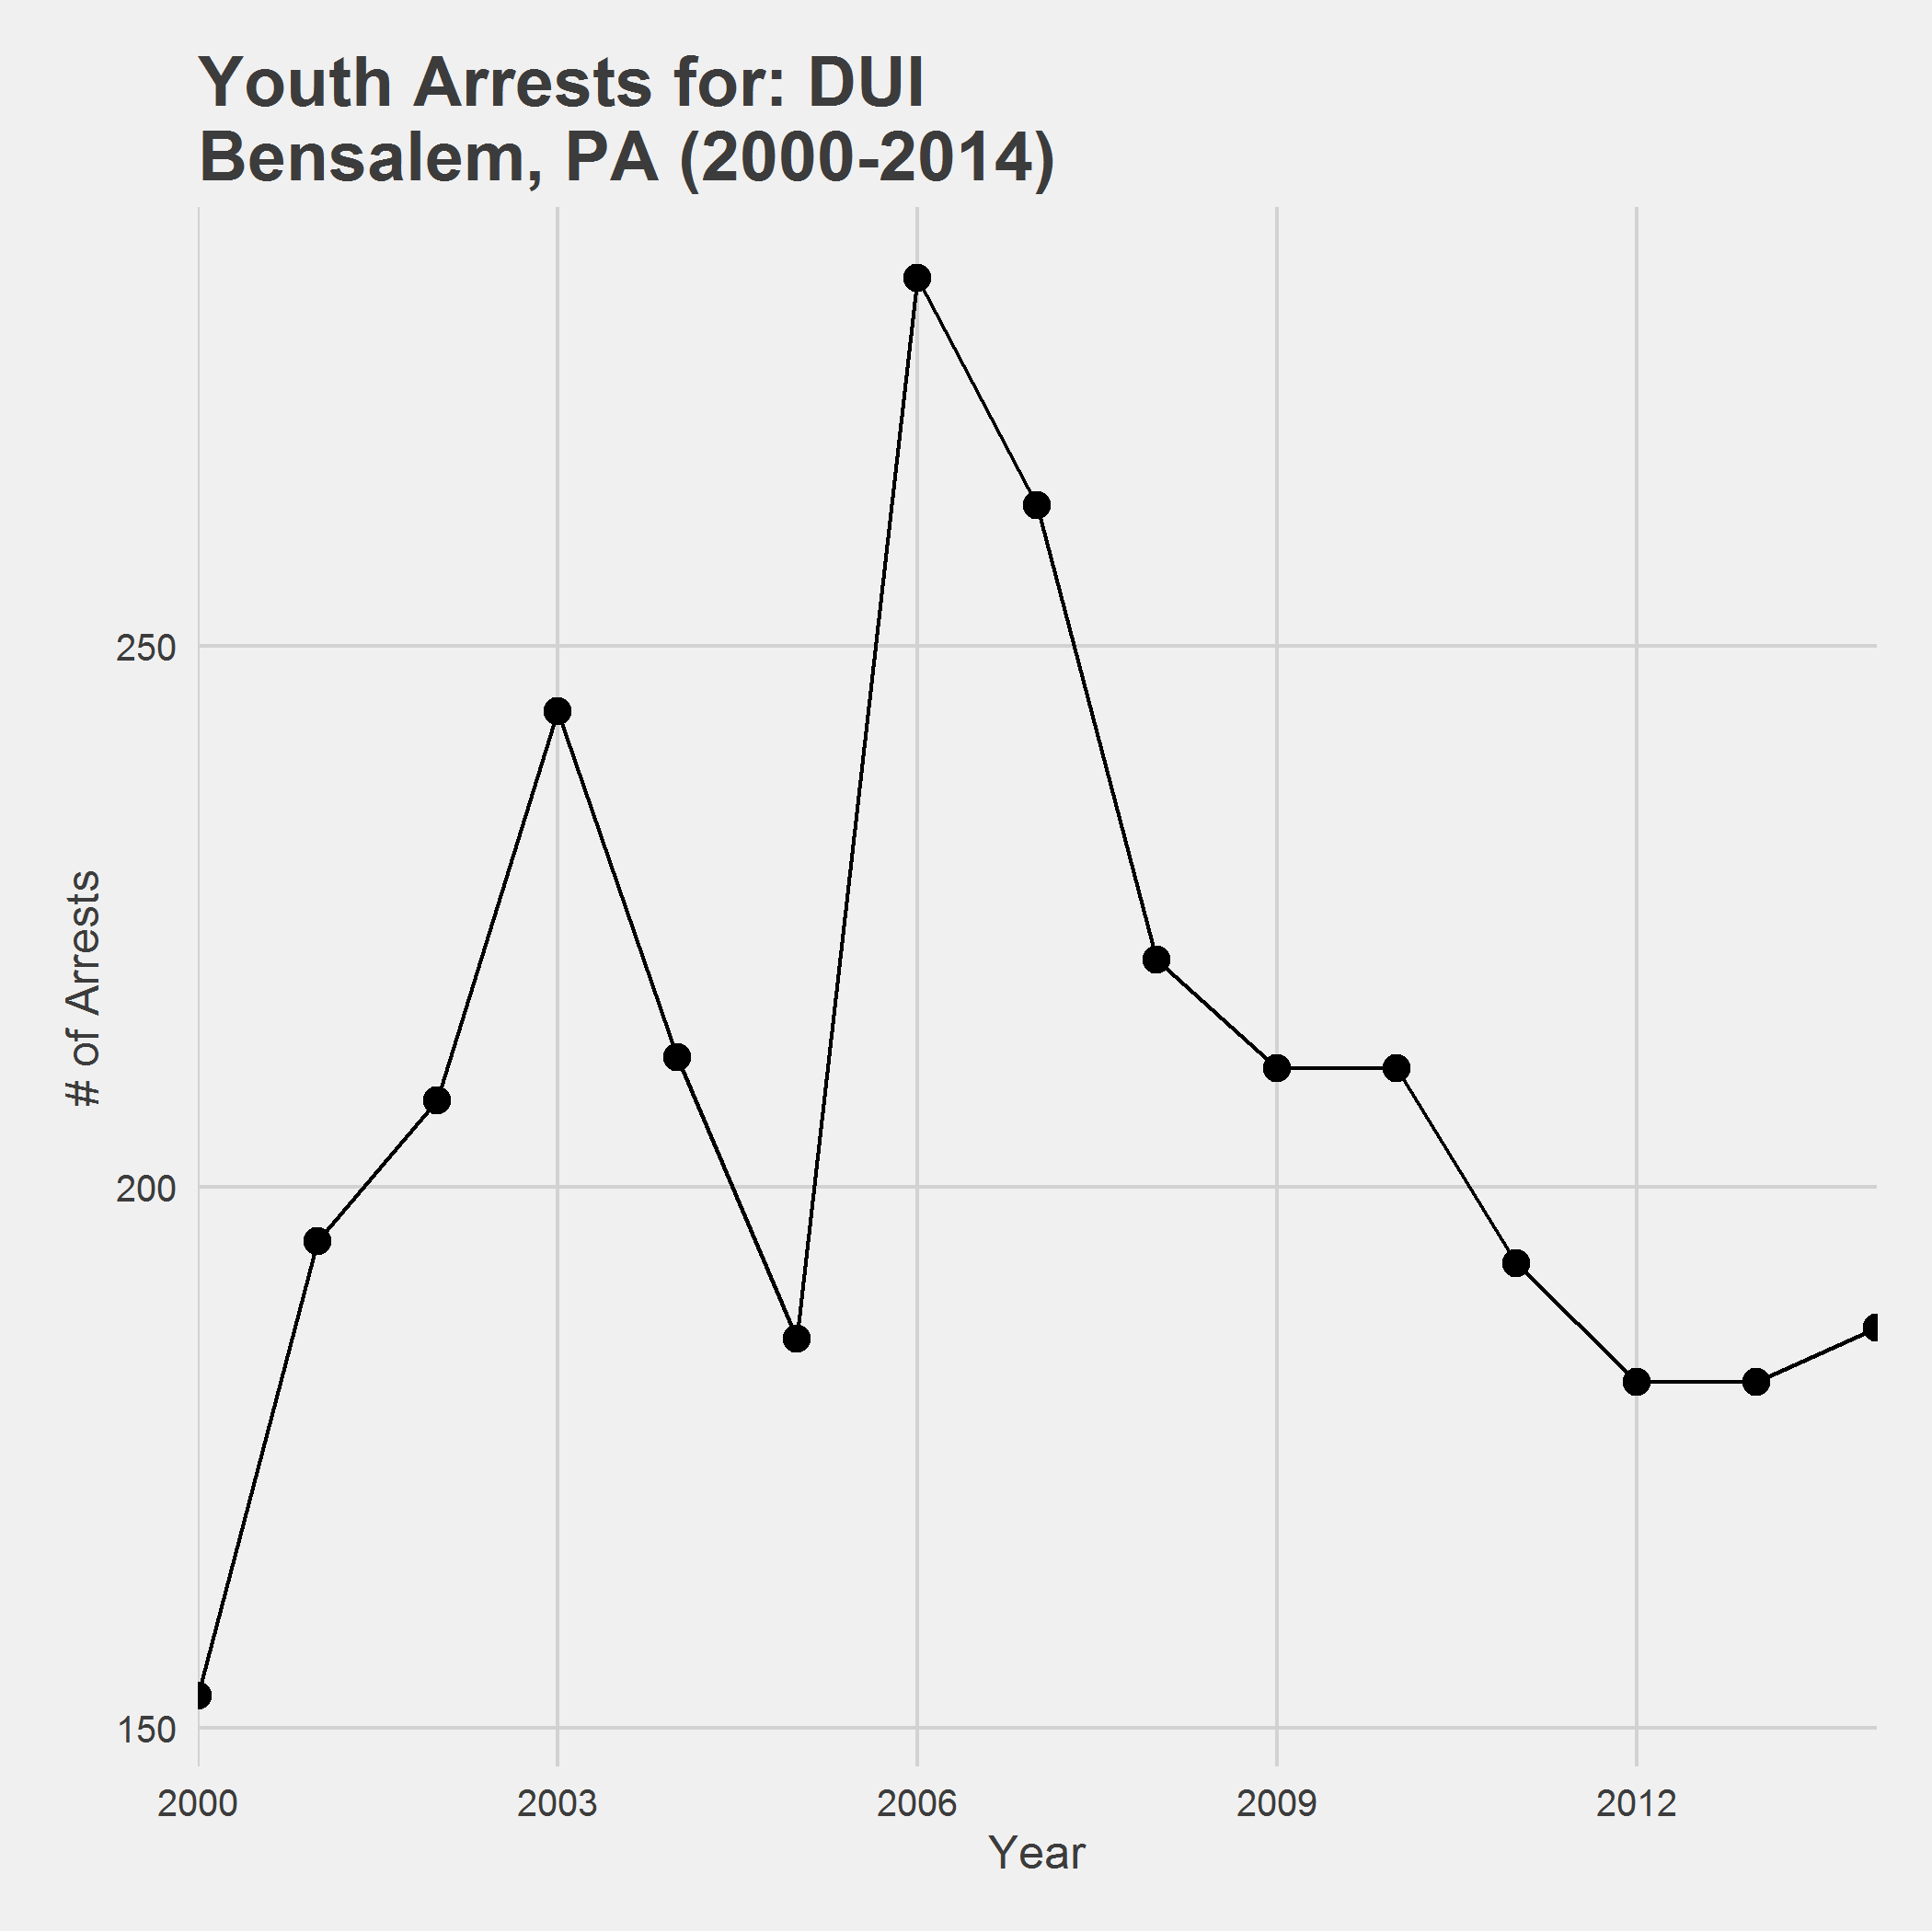 Youth Arrests for: DUI
Bensalem, PA (2000-2014)
# of Arrests
250
200
150
2000 2003 2006 2009 2012
Year